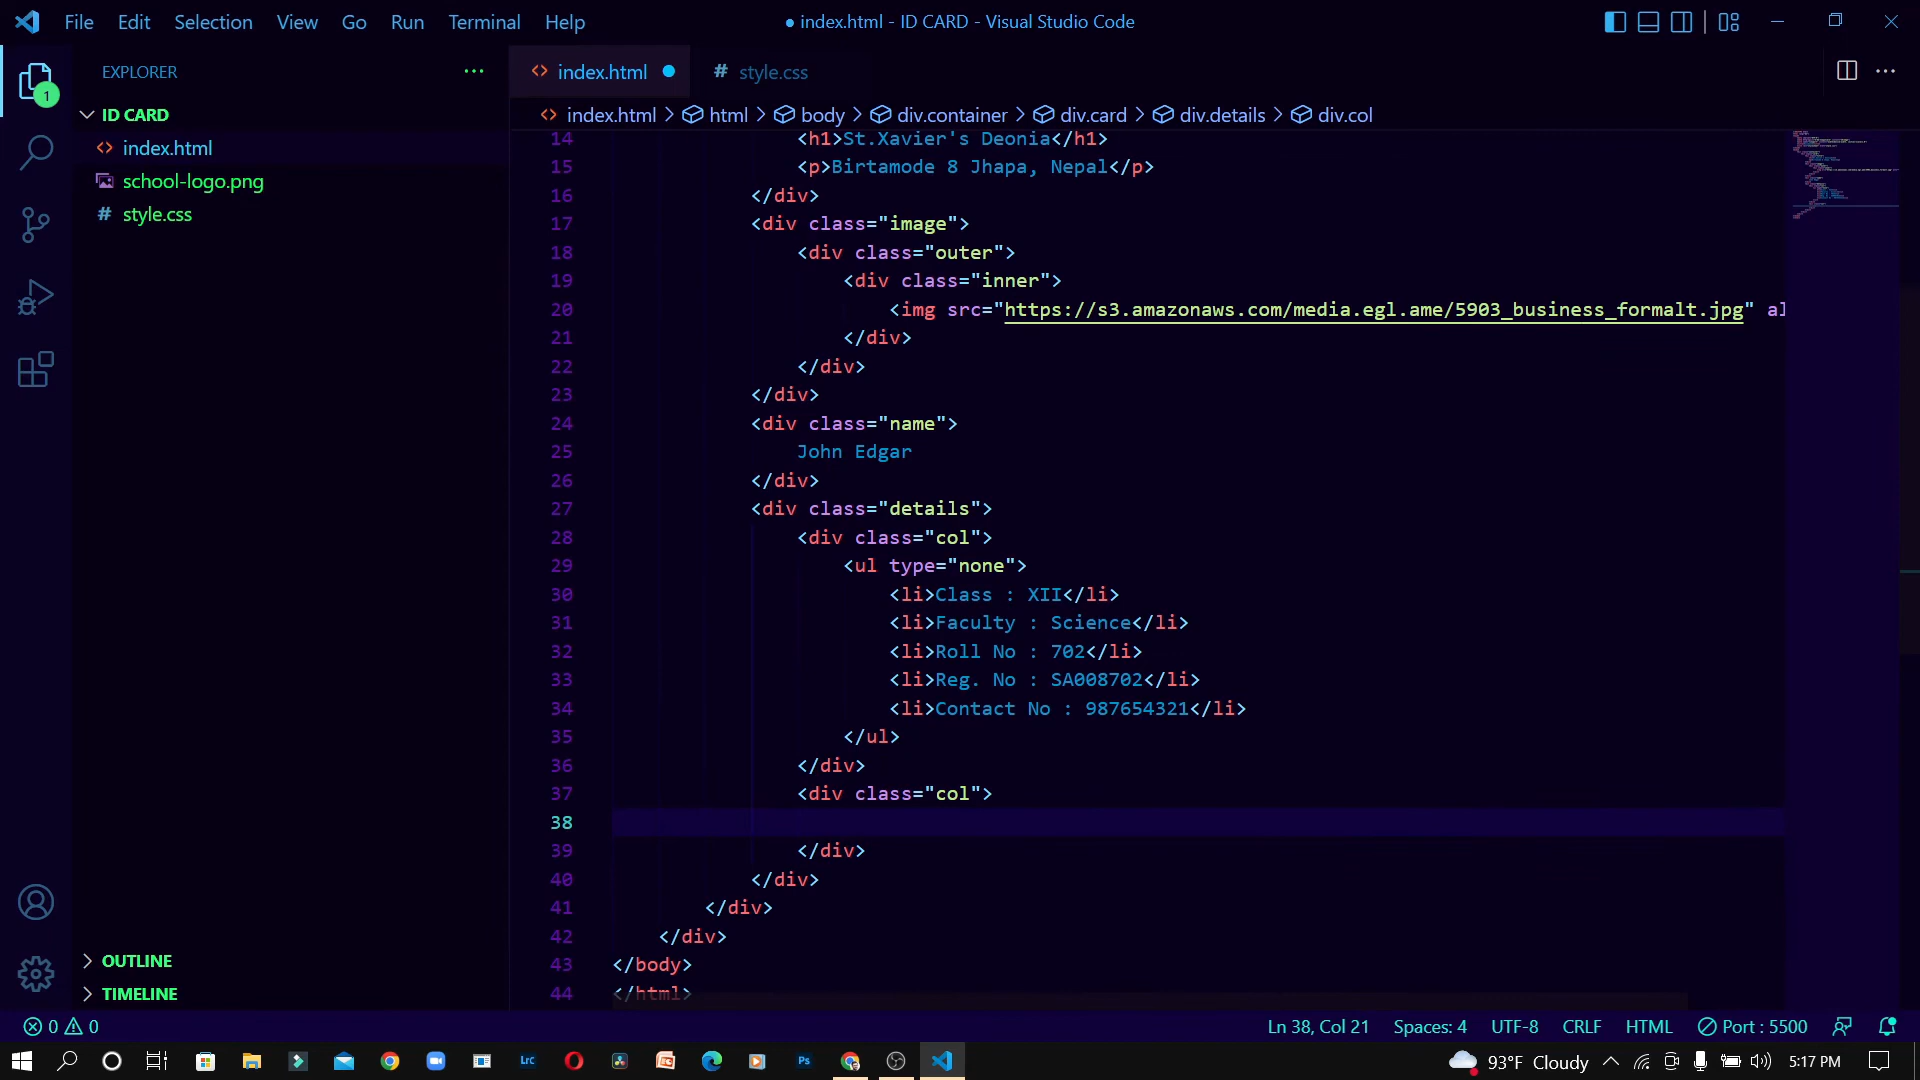 File Edit Selection View Go Run Terminal Help
● index.html - ID CARD - Visual Studio Code
EXPLORER
1
ID CARD
index.html
school-logo.png
# style.css
OUTLINE
TIMELINE
<> index.html
# style.css
<> index.html > html > body > div.container > div.card > div.details > div.col
14 <h1>St.Xavier's Deonia</h1>
15 <p>Birtamode 8 Jhapa, Nepal</p>
16 </div>
17 <div class="image">
18 <div class="outer">
19 <div class="inner">
20 <img src="https://s3.amazonaws.com/media.egl.ame/5903_business_formalt.jpg" al
21 </div>
22 </div>
23 </div>
24 <div class="name">
25 John Edgar
26 </div>
27 <div class="details">
28 <div class="col">
29 <ul type="none">
30 <li>Class : XII</li>
31 <li>Faculty : Science</li>
32 <li>Roll No : 702</li>
33 <li>Reg. No : SA008702</li>
34 <li>Contact No : 987654321</li>
35 </ul>
36 </div>
37 <div class="col">
38
39 </div>
40 </div>
41 </div>
42 </div>
43 </body>
44 </html>
0 0
Ln 38, Col 21 Spaces: 4 UTF-8 CRLF HTML Port : 5500
Lrc Ps 93°F Cloudy 5:17 PM